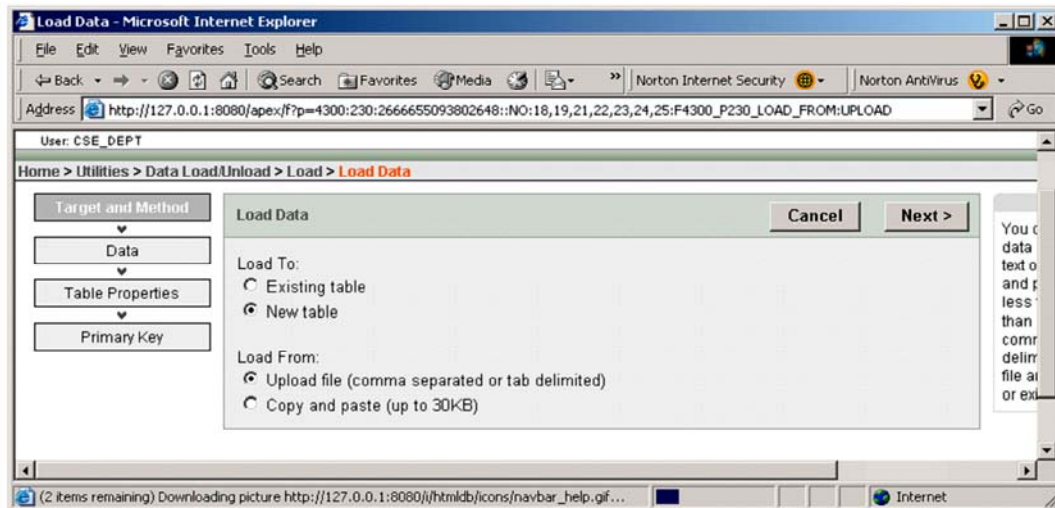 Load Data - Microsoft Internet Explorer
File Edit View Favorites Tools Help
Back Search Favorites Media » Norton Internet Security Norton AntiVirus
Address http://127.0.0.1:8080/apex/f?p=4300:230:2666655093802648::NO:18,19,21,22,23,24,25:F4300_P230_LOAD_FROM:UPLOAD Go
User: CSE_DEPT
Home > Utilities > Data Load/Unload > Load > Load Data
Target and Method
Data
Table Properties
Primary Key
Load Data Cancel Next >
Load To:
Existing table
New table
Load From:
Upload file (comma separated or tab delimited)
Copy and paste (up to 30KB)
You
data
text o
and p
less
than
comr
delim
file a
or ex
(2 items remaining) Downloading picture http://127.0.0.1:8080/i/htmldb/icons/navbar_help.gif... Internet